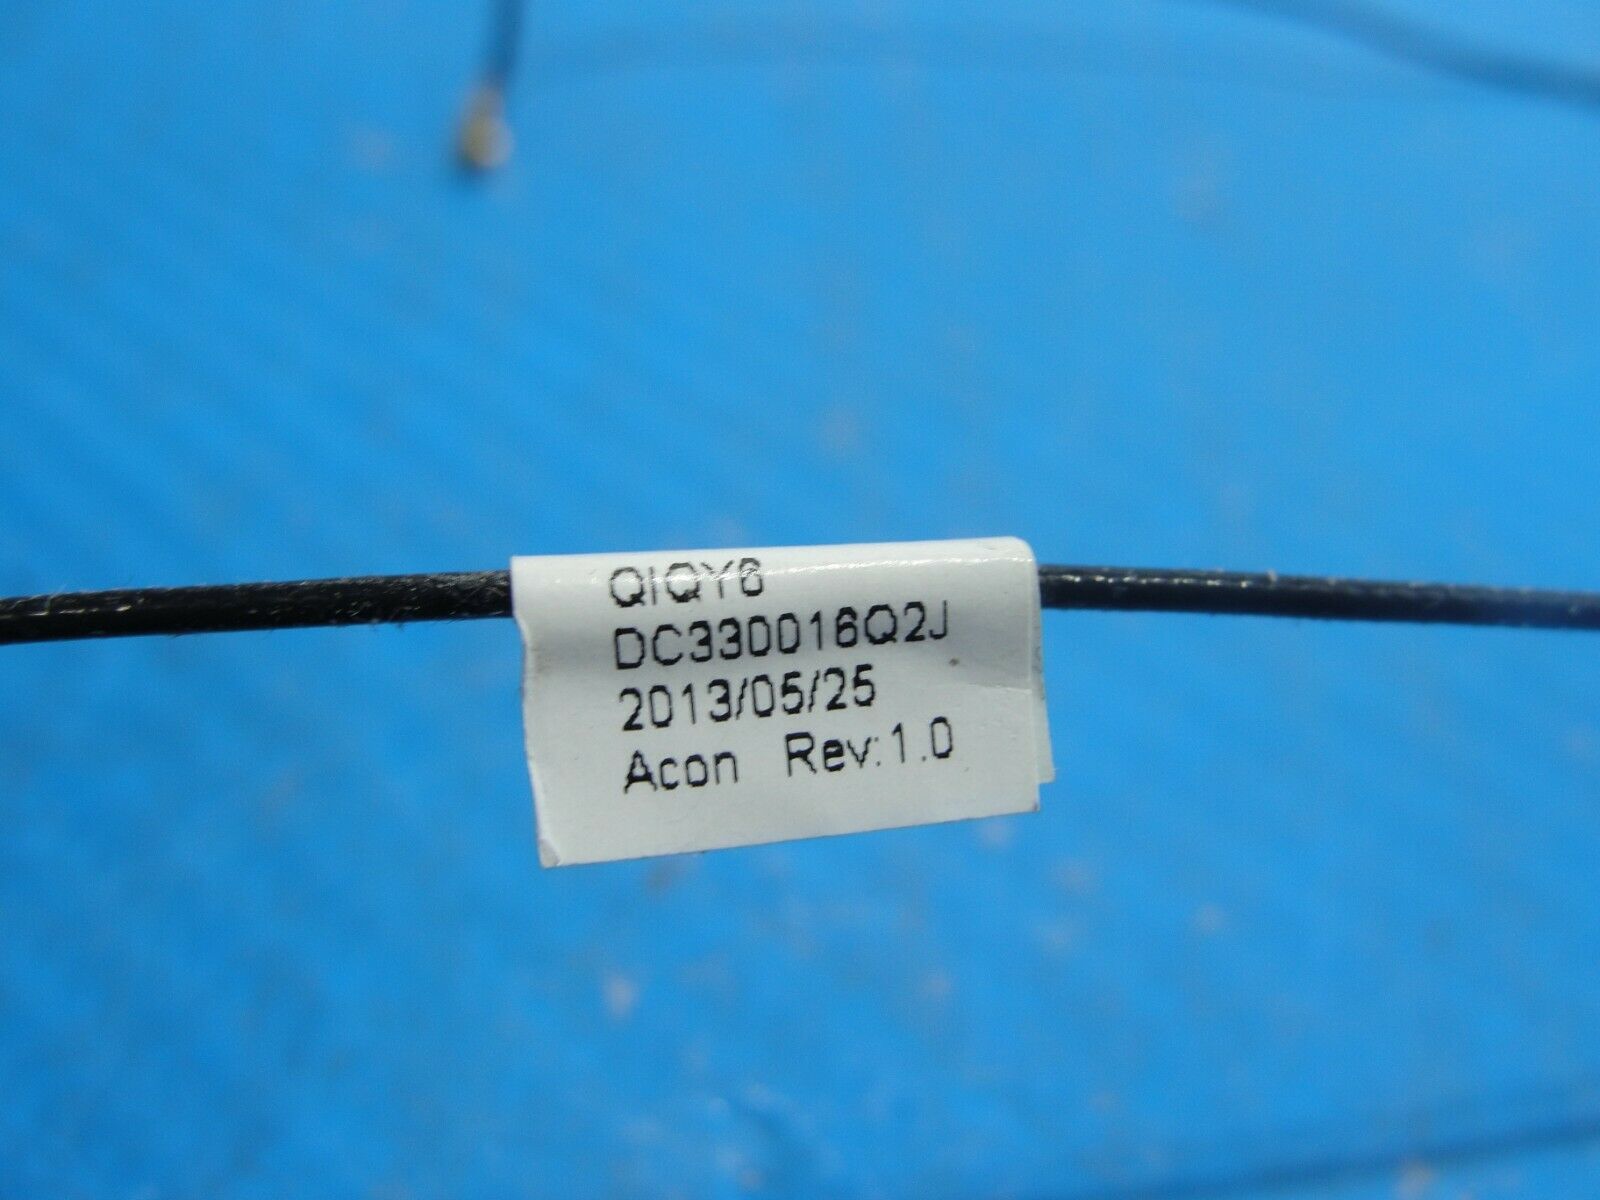 QIQY6
DC330016Q2J
2013/05/25
Acon Rev:1.0